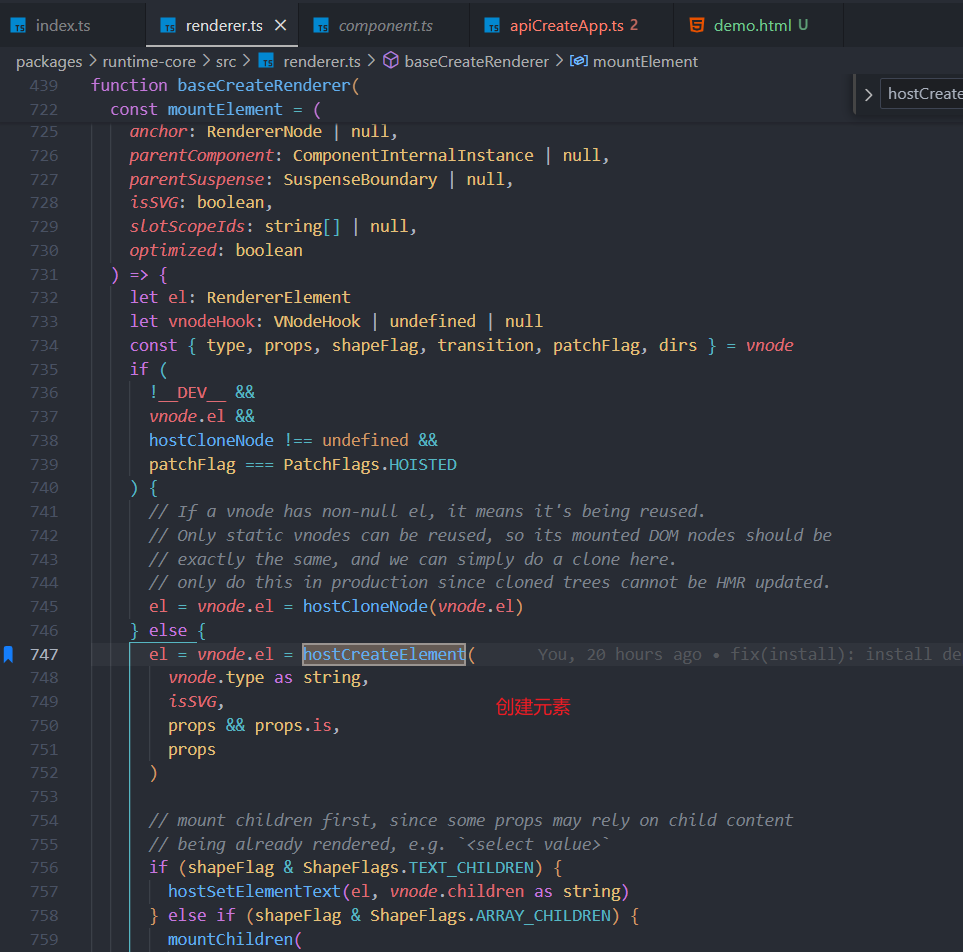 index.ts renderer.ts component.ts apiCreateApp.ts 2 demo.html U
packages > runtime-core > src > renderer.ts > baseCreateRenderer > mountElement
439 function baseCreateRenderer(
hostCreate
722 const mountElement = (
725 anchor: RendererNode | null,
726 parentComponent: ComponentInternalInstance | null,
727 parentSuspense: SuspenseBoundary | null,
728 isSVG: boolean,
729 slotScopeIds: string[] | null,
730 optimized: boolean
731 ) => {
732 let el: RendererElement
733 let vnodeHook: VNodeHook | undefined | null
734 const { type, props, shapeFlag, transition, patchFlag, dirs } = vnode
735 if (
736 !__DEV__ &&
737 vnode.el &&
738 hostCloneNode !== undefined &&
739 patchFlag === PatchFlags.HOISTED
740 ) {
741 // If a vnode has non-null el, it means it's being reused.
742 // Only static vnodes can be reused, so its mounted DOM nodes should be
743 // exactly the same, and we can simply do a clone here.
744 // only do this in production since cloned trees cannot be HMR updated.
745 el = vnode.el = hostCloneNode(vnode.el)
746 } else {
747 el = vnode.el = hostCreateElement( You, 20 hours ago • fix(install): install de
748 vnode.type as string,
749 isSVG,
创建元素
750 props && props.is,
751 props
752 )
753
754 // mount children first, since some props may rely on child content
755 // being already rendered, e.g. `<select value>`
756 if (shapeFlag & ShapeFlags.TEXT_CHILDREN) {
757 hostSetElementText(el, vnode.children as string)
758 } else if (shapeFlag & ShapeFlags.ARRAY_CHILDREN) {
759 mountChildren(